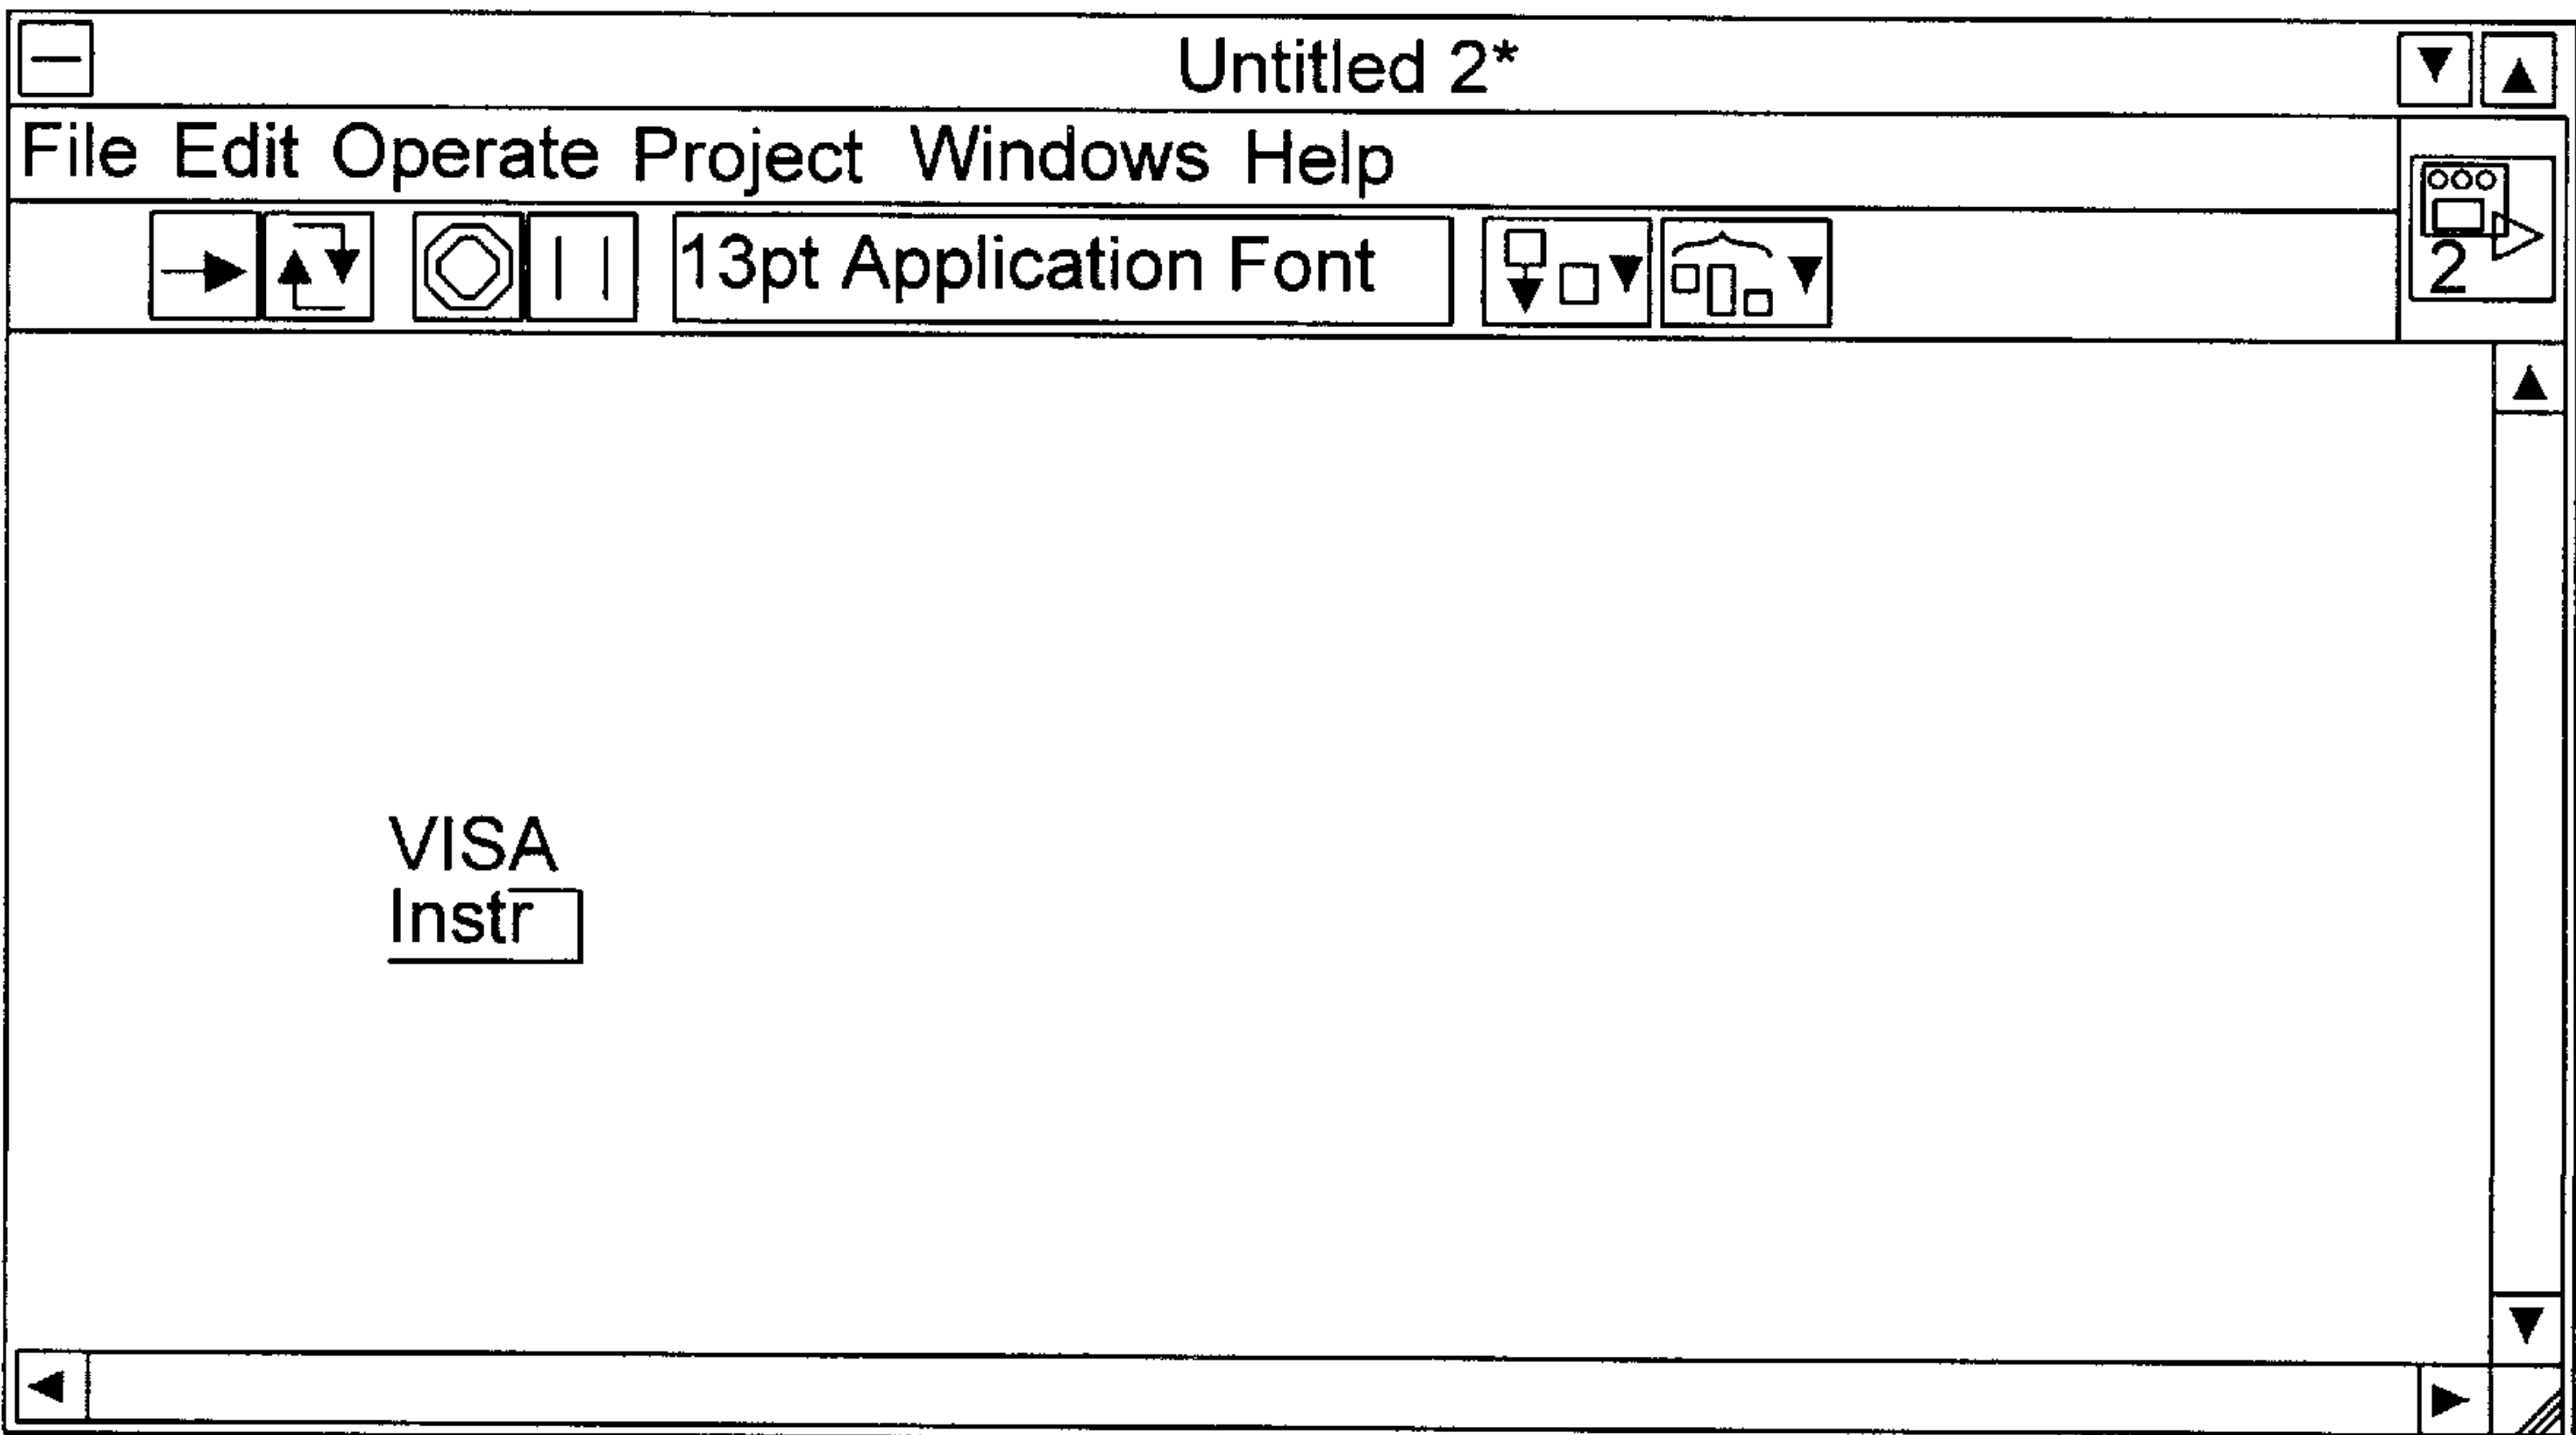 Untitled 2*
File Edit Operate Project Windows Help
13pt Application Font
2
VISA
Instr